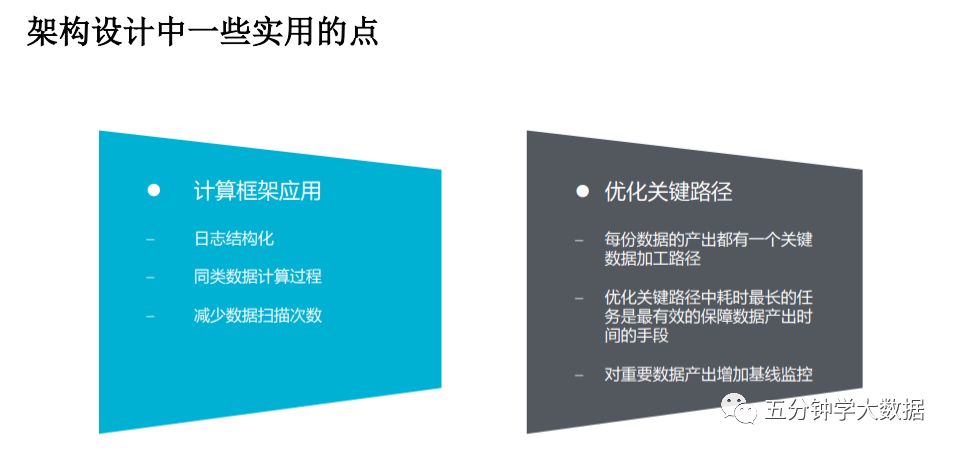 架构设计中一些实用的点
● 计算框架应用
– 日志结构化
– 同类数据计算过程
– 减少数据扫描次数
● 优化关键路径
– 每份数据的产出都有一个关键
数据加工路径
– 优化关键路径中耗时最长的任
务是最有效的保障数据产出时
间的手段
– 对重要数据产出增加基线监控
五分钟学大数据